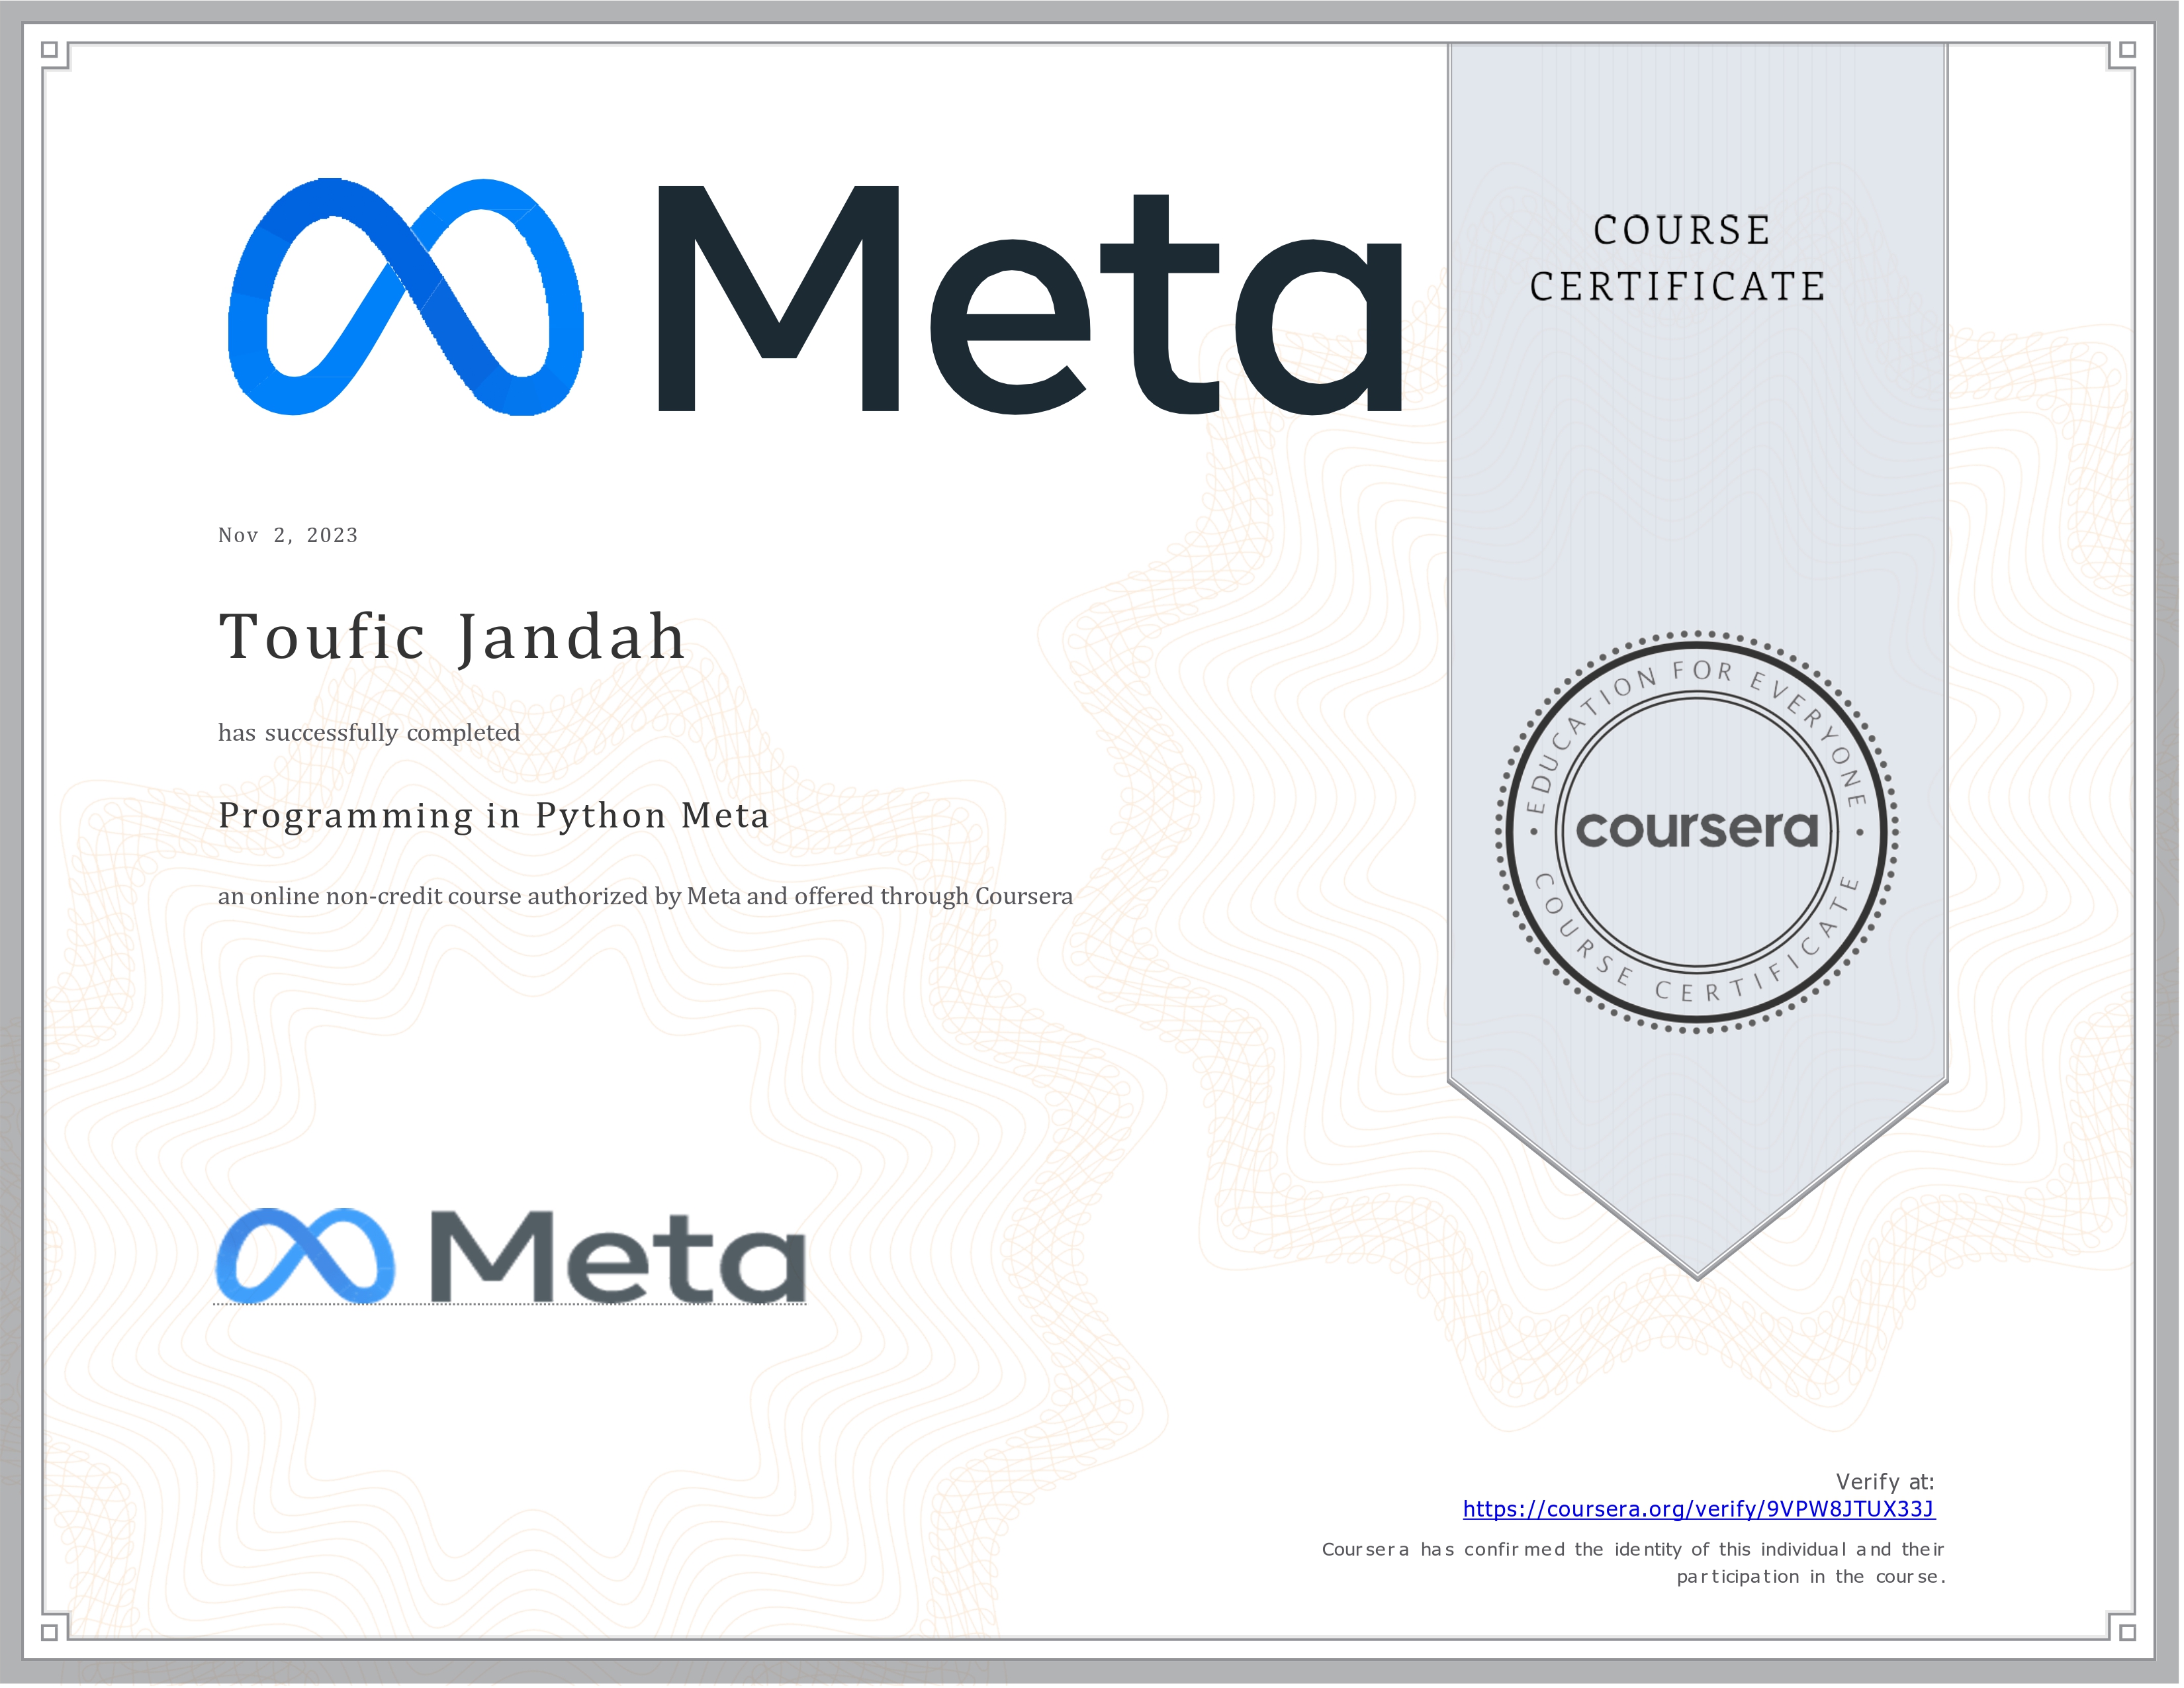 Meta
COURSE
CERTIFICATE
Nov 2, 2023
Toufic Jandah
has successfully completed
Programming in Python Meta
an online non-credit course authorized by Meta and offered through Coursera
EDUCATION FOR EVERYONE
coursera
COURSE CERTIFICATE
Meta
Verify at:
https://coursera.org/verify/9VPW8JTUX33J
Coursera has confirmed the identity of this individual and their
participation in the course.